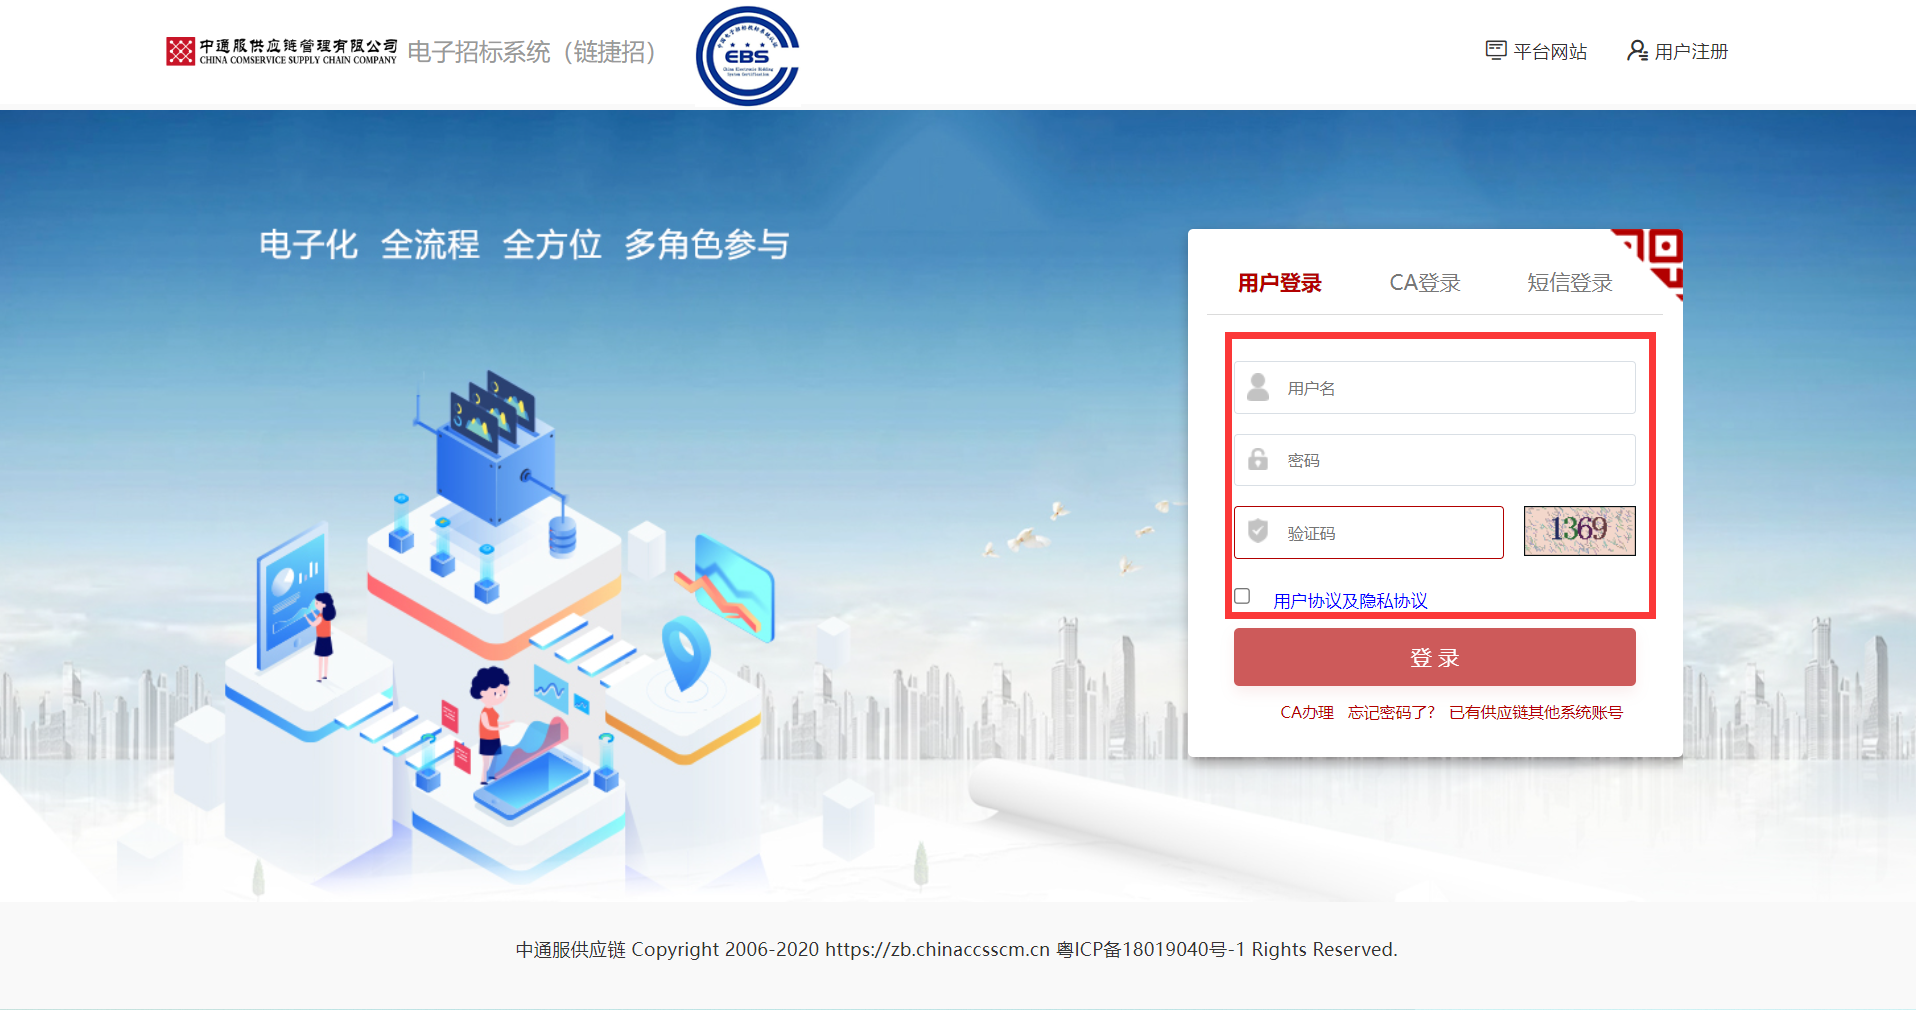 中通服供应链管理有限公司
CHINA COMSERVICE SUPPLY CHAIN COMPANY
电子招标系统（链捷招）
EBS
China Electronic Bidding
System Certification
平台网站
用户注册
电子化 全流程 全方位 多角色参与
用户登录 CA登录 短信登录
用户名
密码
验证码
1369
用户协议及隐私协议
登 录
CA办理 忘记密码了? 已有供应链其他系统账号
中通服供应链 Copyright 2006-2020 https://zb.chinaccsscm.cn 粤ICP备18019040号-1 Rights Reserved.